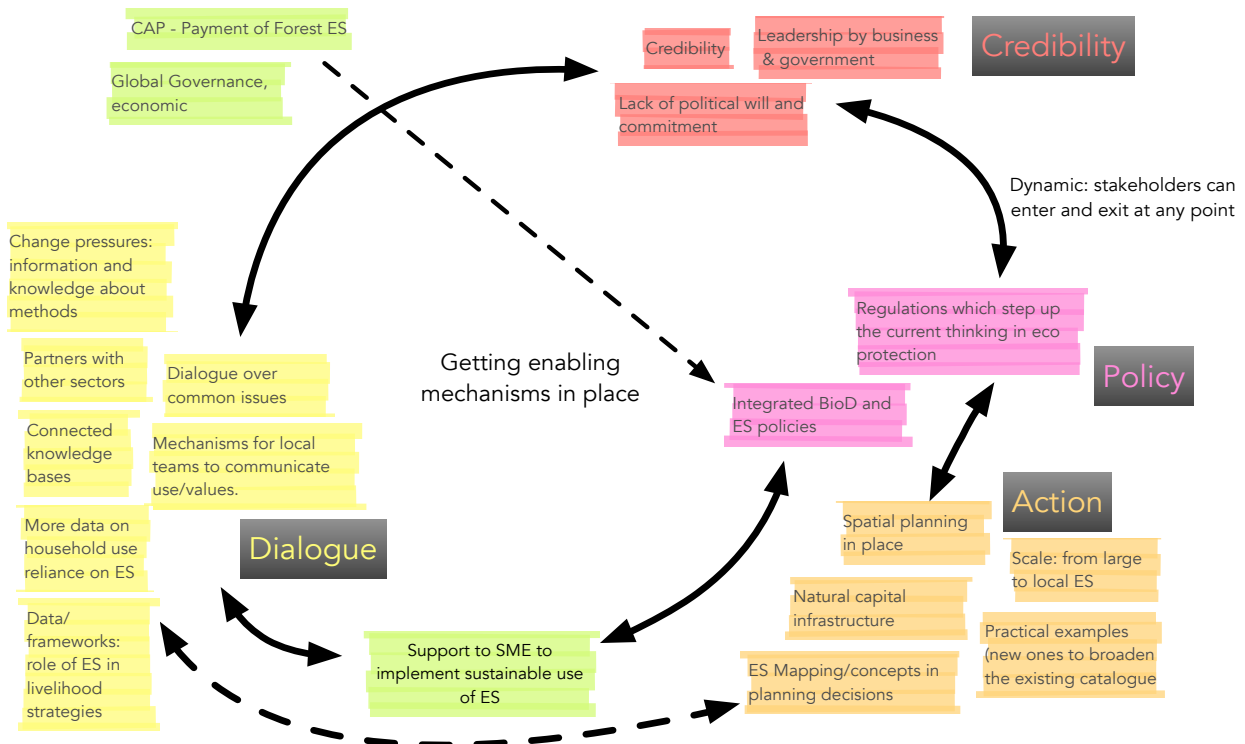 CAP - Payment of Forest ES
Global Governance,
economic
Credibility
Leadership by business
& government
Credibility
Lack of political will and
commitment
Dynamic: stakeholders can
enter and exit at any point
Change pressures:
information and
knowledge about
methods
Partners with
other sectors
Dialogue over
common issues
Connected
knowledge
bases
Mechanisms for local
teams to communicate
use/values.
More data on
household use
reliance on ES
Dialogue
Data/
frameworks:
role of ES in
livelihood
strategies
Getting enabling
mechanisms in place
Support to SME to
implement sustainable use
of ES
Regulations which step up
the current thinking in eco
protection
Policy
Integrated BioD and
ES policies
Action
Spatial planning
in place
Scale: from large
to local ES
Natural capital
infrastructure
Practical examples
(new ones to broaden
the existing catalogue
ES Mapping/concepts in
planning decisions